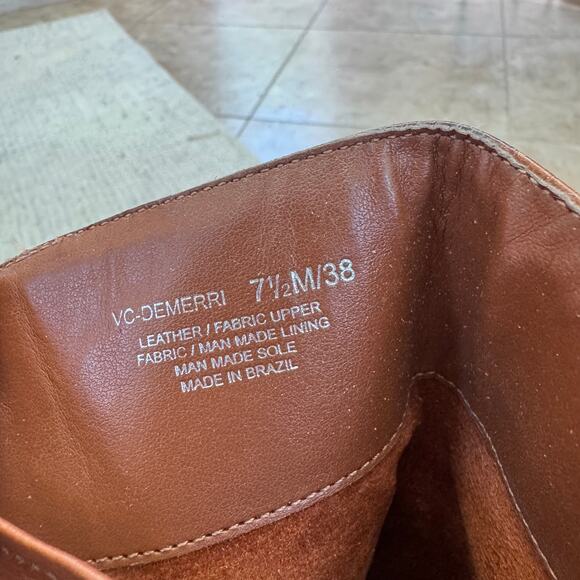 VC-DEMERRI 7½M/38
LEATHER / FABRIC UPPER
FABRIC / MAN MADE LINING
MAN MADE SOLE
MADE IN BRAZIL